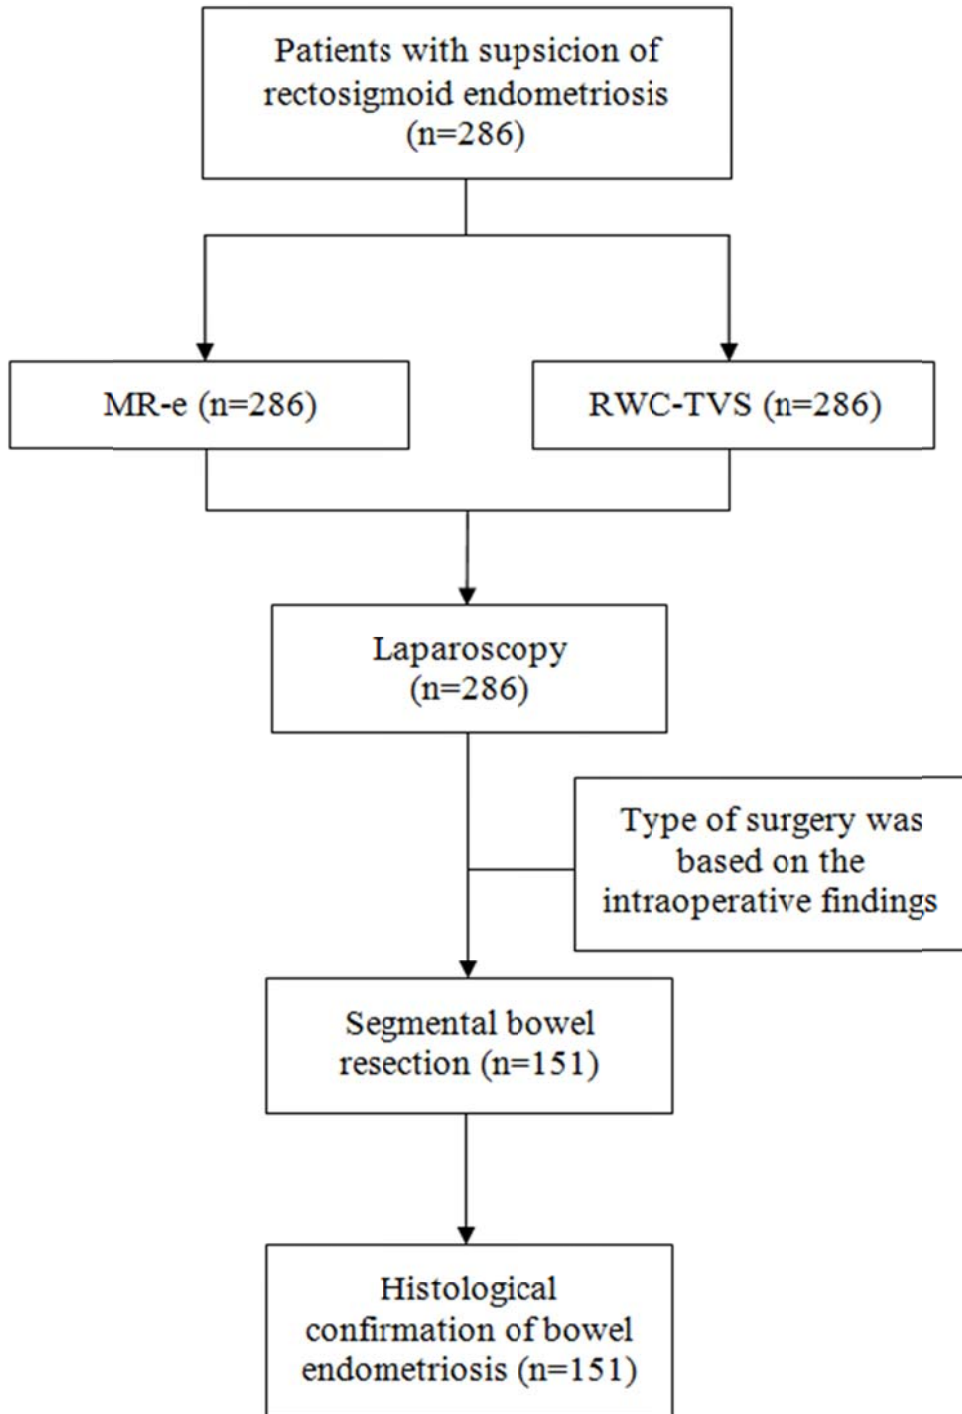 Patients with supsicion of
rectosigmoid endometriosis
(n=286)
MR-e (n=286)
RWC-TVS (n=286)
Laparoscopy
(n=286)
Type of surgery was
based on the
intraoperative findings
Segmental bowel
resection (n=151)
Histological
confirmation of bowel
endometriosis (n=151)